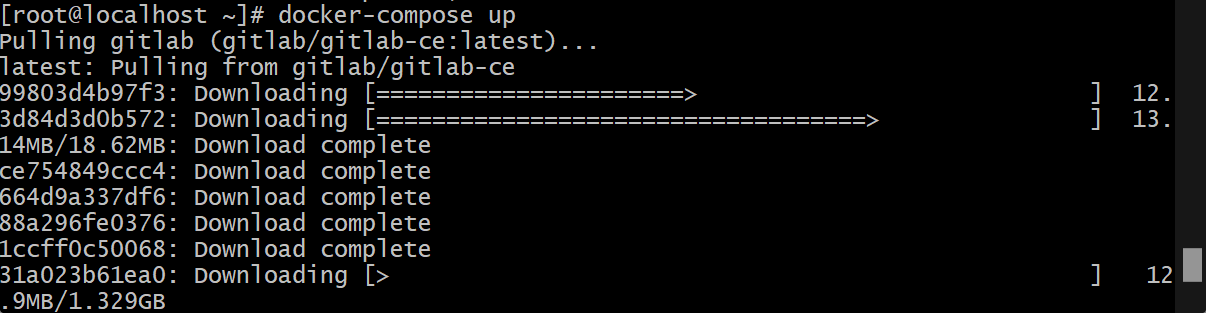 [root@localhost ~]# docker-compose up
Pulling gitlab (gitlab/gitlab-ce:latest)...
latest: Pulling from gitlab/gitlab-ce
99803d4b97f3: Downloading [======================>                            ]  12.
3d84d3d0b572: Downloading [===================================>               ]  13.
14MB/18.62MB: Download complete
ce754849ccc4: Download complete
664d9a337df6: Download complete
88a296fe0376: Download complete
1ccff0c50068: Download complete
31a023b61ea0: Downloading [>                                                  ]   12
.9MB/1.329GB